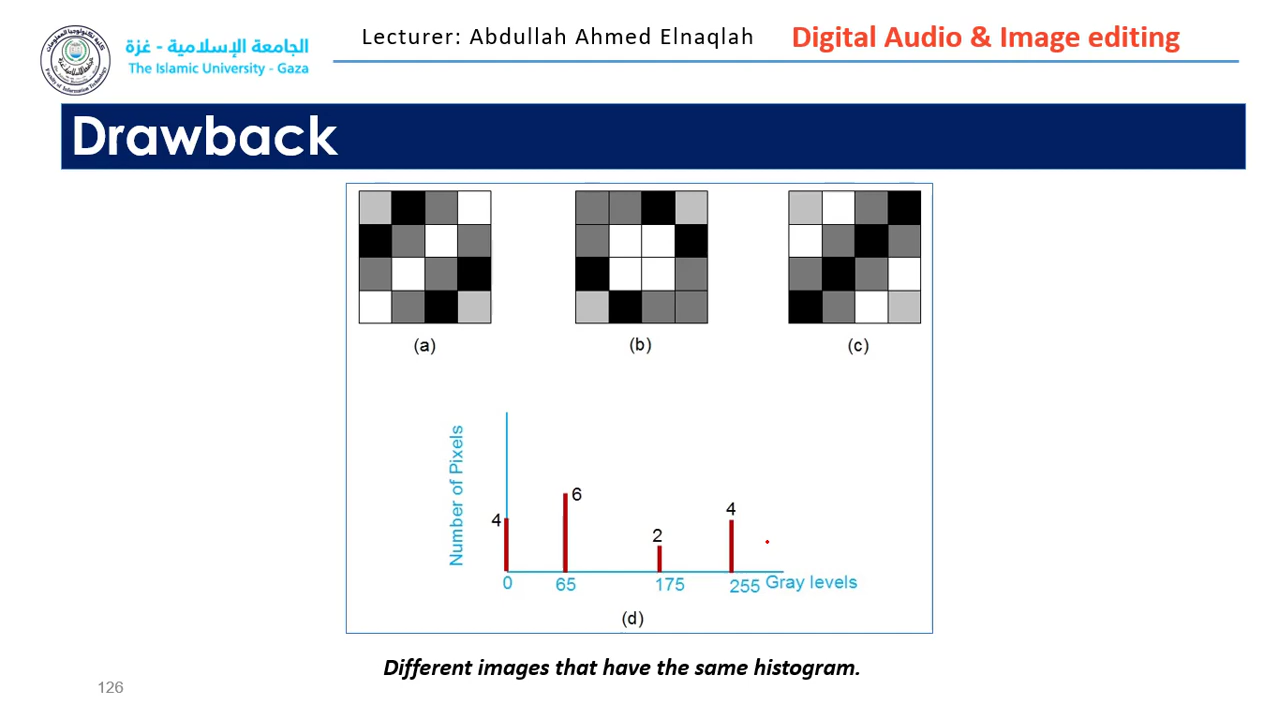 الجامعة الإسلامية - غزة
The Islamic University - Gaza
Lecturer: Abdullah Ahmed Elnaqlah
Digital Audio & Image editing
Drawback
(a)
(b)
(c)
Number of Pixels
4
6
2
4
0
65
175
255
Gray levels
(d)
Different images that have the same histogram.
126